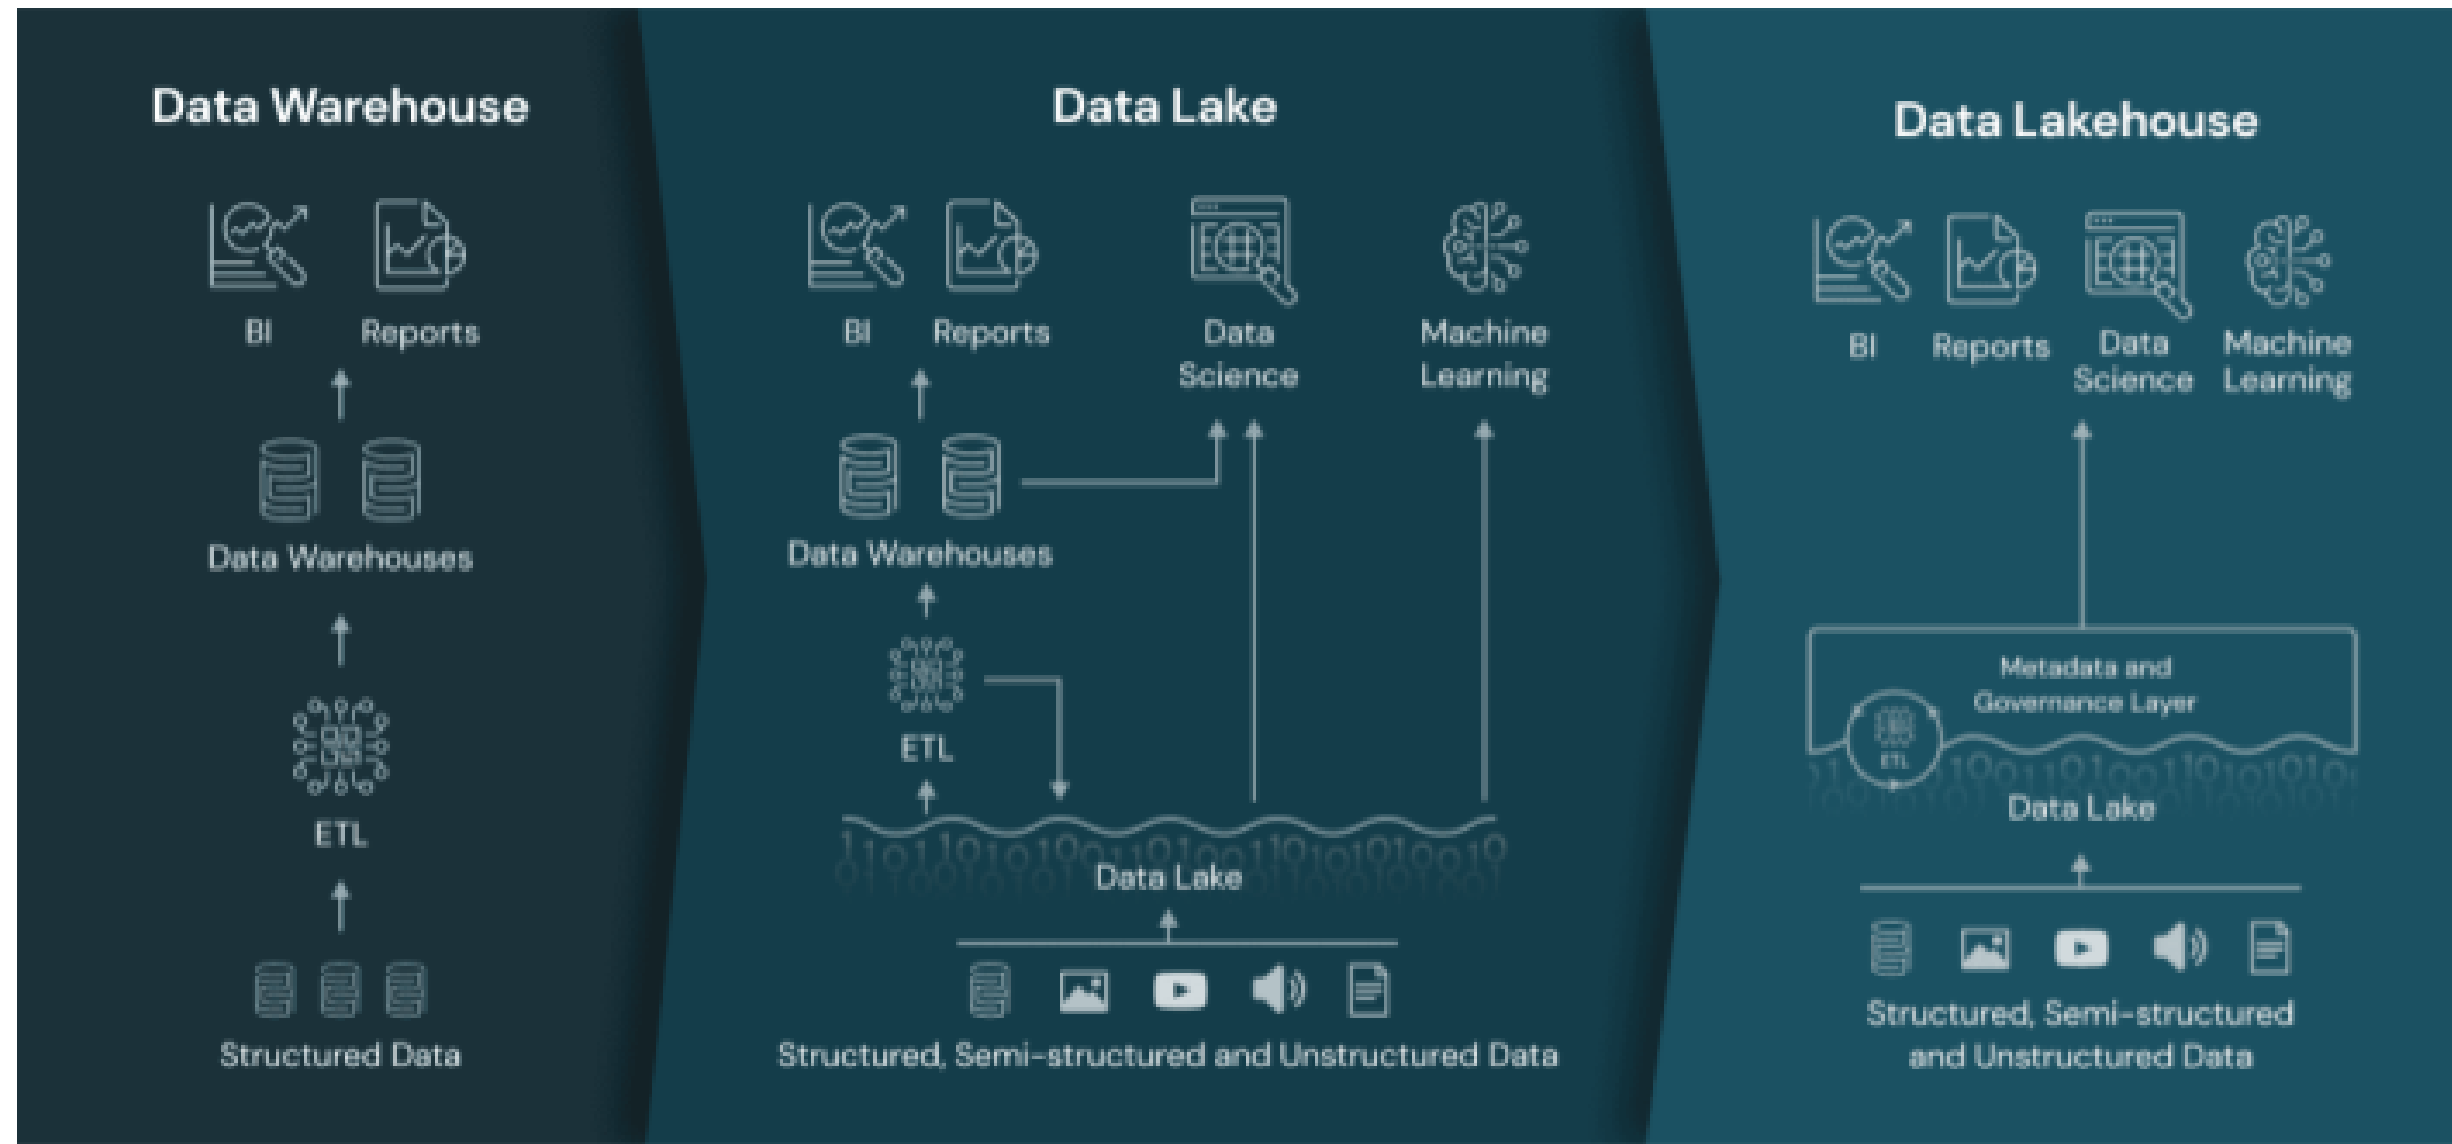 Data Warehouse
BI
Reports
Data Warehouses
ETL
Structured Data
Data Lake
BI
Reports
Data
Science
Machine
Learning
Data Warehouses
ETL
Data Lake
Structured, Semi-structured and Unstructured Data
Data Lakehouse
BI
Reports
Data
Science
Machine
Learning
Metadata and
Governance Layer
ETL
Data Lake
Structured, Semi-structured
and Unstructured Data